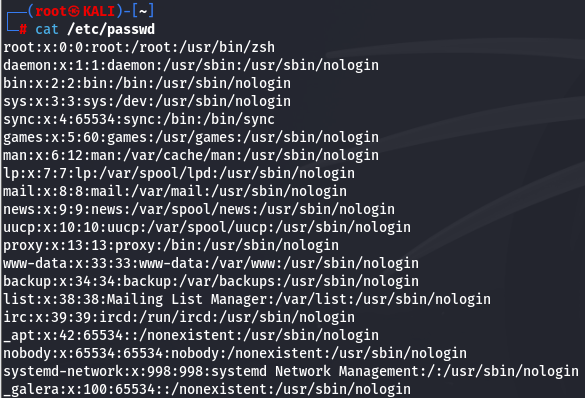 ┌──(root㉿KALI)-[~]
└─# cat /etc/passwd
root:x:0:0:root:/root:/usr/bin/zsh
daemon:x:1:1:daemon:/usr/sbin:/usr/sbin/nologin
bin:x:2:2:bin:/bin:/usr/sbin/nologin
sys:x:3:3:sys:/dev:/usr/sbin/nologin
sync:x:4:65534:sync:/bin:/bin/sync
games:x:5:60:games:/usr/games:/usr/sbin/nologin
man:x:6:12:man:/var/cache/man:/usr/sbin/nologin
lp:x:7:7:lp:/var/spool/lpd:/usr/sbin/nologin
mail:x:8:8:mail:/var/mail:/usr/sbin/nologin
news:x:9:9:news:/var/spool/news:/usr/sbin/nologin
uucp:x:10:10:uucp:/var/spool/uucp:/usr/sbin/nologin
proxy:x:13:13:proxy:/bin:/usr/sbin/nologin
www-data:x:33:33:www-data:/var/www:/usr/sbin/nologin
backup:x:34:34:backup:/var/backups:/usr/sbin/nologin
list:x:38:38:Mailing List Manager:/var/list:/usr/sbin/nologin
irc:x:39:39:ircd:/run/ircd:/usr/sbin/nologin
_apt:x:42:65534::/nonexistent:/usr/sbin/nologin
nobody:x:65534:65534:nobody:/nonexistent:/usr/sbin/nologin
systemd-network:x:998:998:systemd Network Management:/:/usr/sbin/nologin
_galera:x:100:65534::/nonexistent:/usr/sbin/nologin